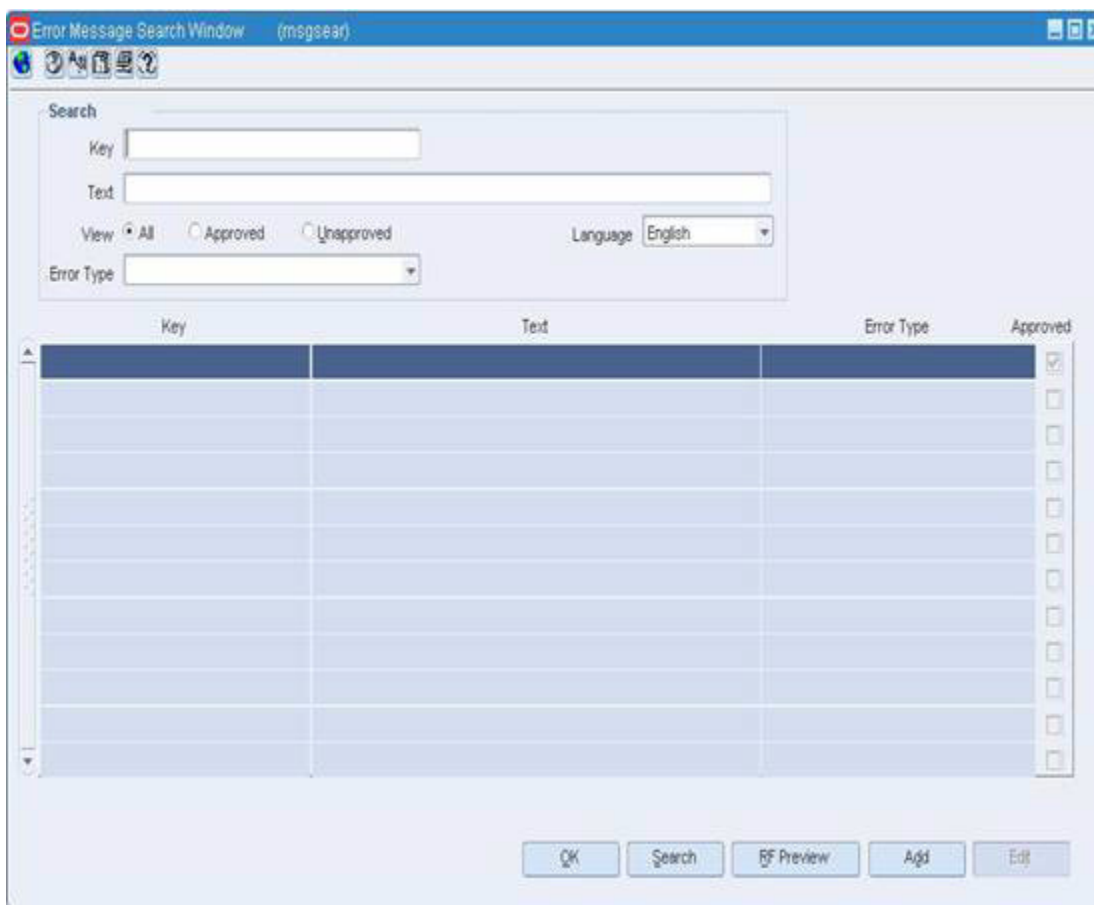 Error Message Search Window (msgsear)
Search
Key
Text
View All Approved Unapproved Language English
Error Type
Key Text Error Type Approved
OK Search RF Preview Add Edit